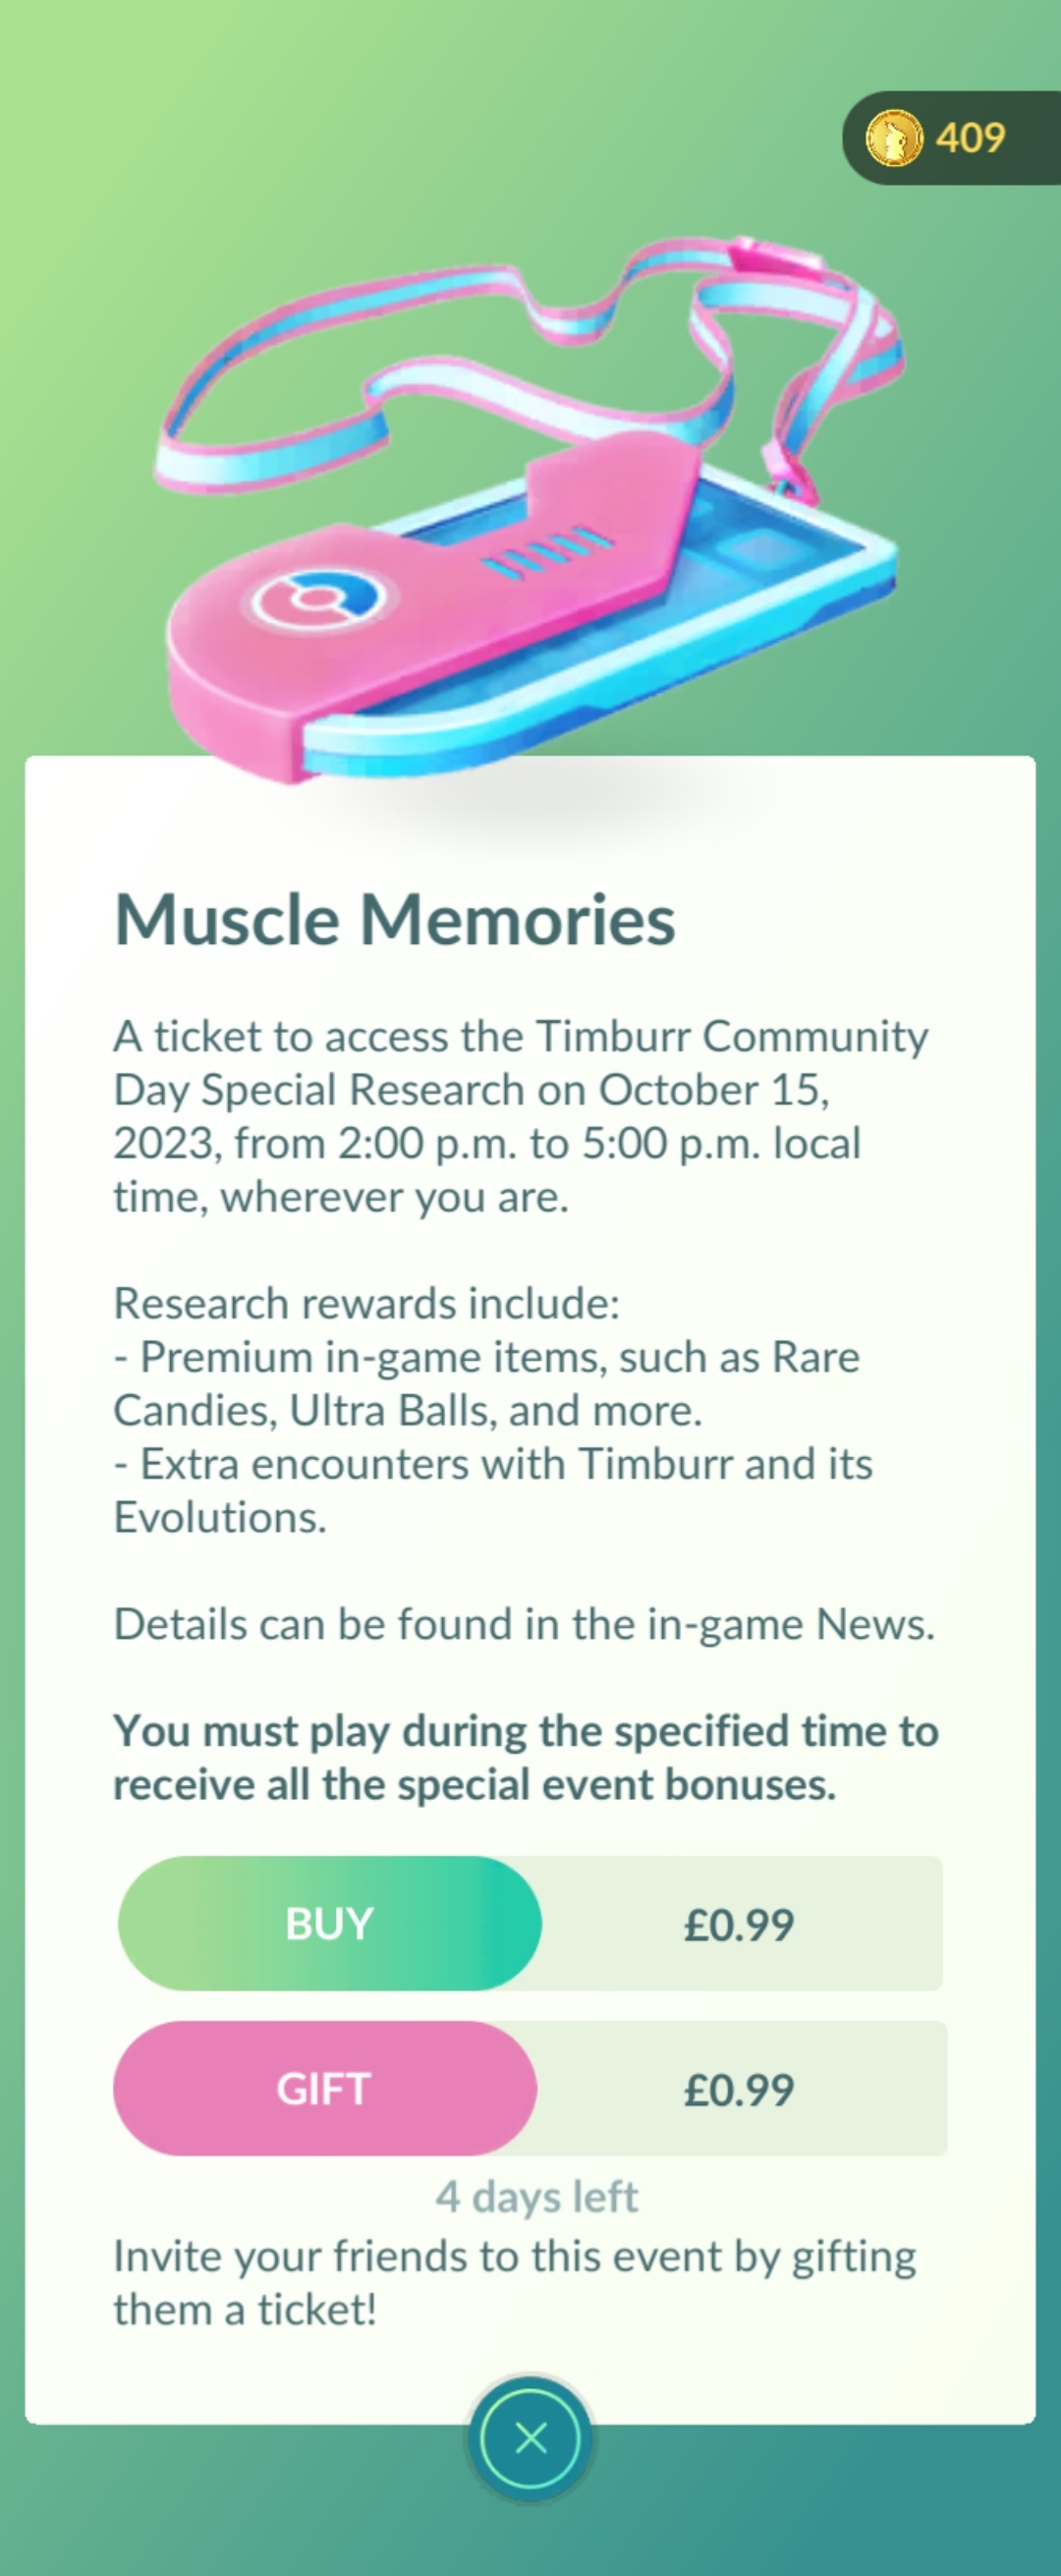 409
Muscle Memories
A ticket to access the Timburr Community
Day Special Research on October 15,
2023, from 2:00 p.m. to 5:00 p.m. local
time, wherever you are.
Research rewards include:
- Premium in-game items, such as Rare
Candies, Ultra Balls, and more.
- Extra encounters with Timburr and its
Evolutions.
Details can be found in the in-game News.
You must play during the specified time to
receive all the special event bonuses.
BUY £0.99
GIFT £0.99
4 days left
Invite your friends to this event by gifting
them a ticket!